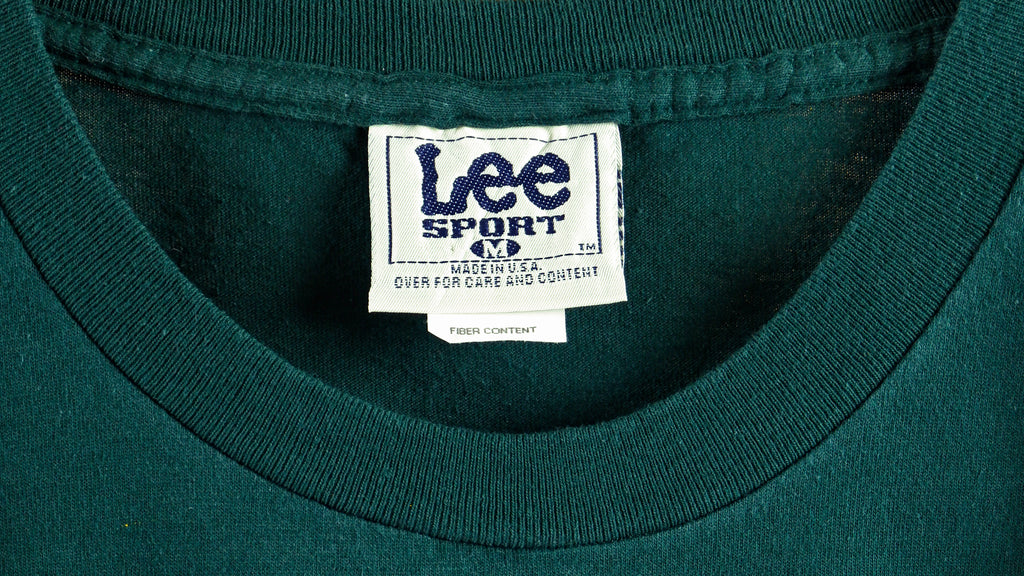 Lee
SPORT
M
TM
MADE IN U.S.A.
OVER FOR CARE AND CONTENT
FIBER CONTENT